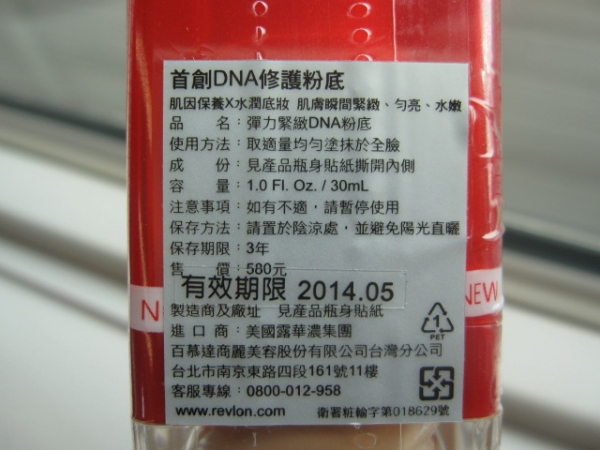 首創DNA修護粉底
肌因保養X水潤底妝 肌膚瞬間緊緻、勻亮、水嫩
品 名：彈力緊緻DNA粉底
使用方法：取適量均勻塗抹於全臉
成 份：見產品瓶身貼紙撕開內側
容 量：1.0 Fl. Oz. / 30mL
注意事項：如有不適，請暫停使用
保存方法：請置於陰涼處，並避免陽光直曬
保存期限：3年
售 價：580元
有效期限 2014.05
N
NEW
製造商及廠址 見產品瓶身貼紙
進 口 商：美國露華濃集團
1
PET
百慕達商麗美容股份有限公司台灣分公司
台北市南京東路四段161號11樓
客服專線：0800-012-958
www.revlon.com 衛署粧輸字第018629號